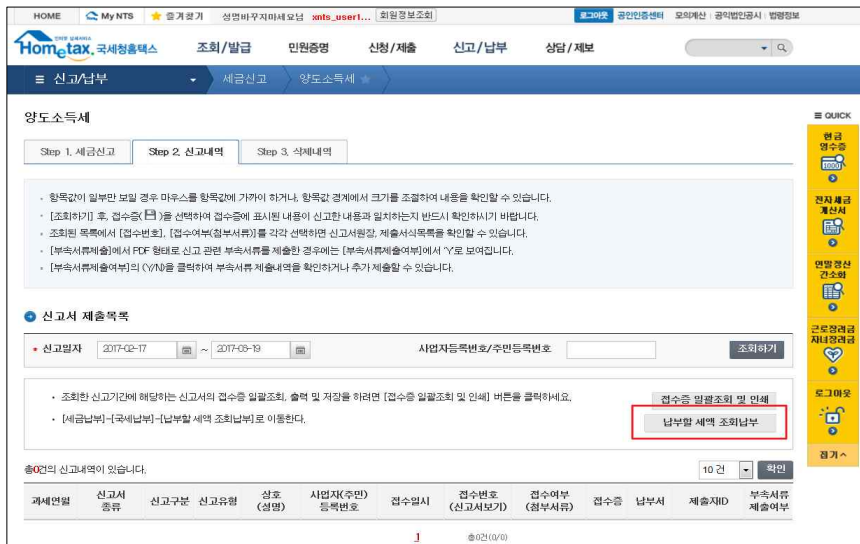 HOME My NTS 즐겨찾기 성명바꾸지마세요님 xnts_user1... 회원정보조회 로그아웃 공인인증센터 모의계산 공익법인공시 법령정보
Hometax. 국세청홈택스 조회/발급 민원증명 신청/제출 신고/납부 상담/제보
신고/납부 세금신고 양도소득세
양도소득세
Step 1. 세금신고 Step 2. 신고내역 Step 3. 삭제내역
항목값이 일부만 보일 경우 마우스를 항목값에 가까이 하거나, 항목값 경계에서 크기를 조절하여 내용을 확인할 수 있습니다.
[조회하기] 후, 접수증( )을 선택하여 접수증에 표시된 내용이 신고한 내용과 일치하는지 반드시 확인하시기 바랍니다.
조회된 목록에서 [접수번호], [접수여부(첨부서류)]를 각각 선택하면 신고서원장, 제출서식목록을 확인할 수 있습니다.
[부속서류제출]에서 PDF 형태로 신고 관련 부속서류를 제출한 경우에는 [부속서류제출여부]에서 'Y'로 보여집니다.
[부속서류제출여부]의 (Y/N)을 클릭하여 부속서류 제출내역을 확인하거나 추가 제출할 수 있습니다.
신고서 제출목록
신고일자 2017-02-17 ~ 2017-03-19 사업자등록번호/주민등록번호 조회하기
조회한 신고기간에 해당하는 신고서의 접수증 일괄조회, 출력 및 저장을 하려면 [접수증 일괄조회 및 인쇄] 버튼을 클릭하세요.
접수증 일괄조회 및 인쇄
[세금납부]-[국세납부]-[납부할 세액 조회납부]로 이동한다.
납부할 세액 조회납부
총0건의 신고내역이 있습니다. 10 건 확인
과세연월 신고서 종류 신고구분 신고유형 상호 (성명) 사업자(주민) 등록번호 접수일시 접수번호 (신고서보기) 접수여부 (첨부서류) 접수증 납부서 제출자ID 부속서류 제출여부
1 총0건(0/0)
QUICK
현금
영수증
전자세금
계산서
연말정산
간소화
근로장려금
자녀장려금
로그아웃
접기